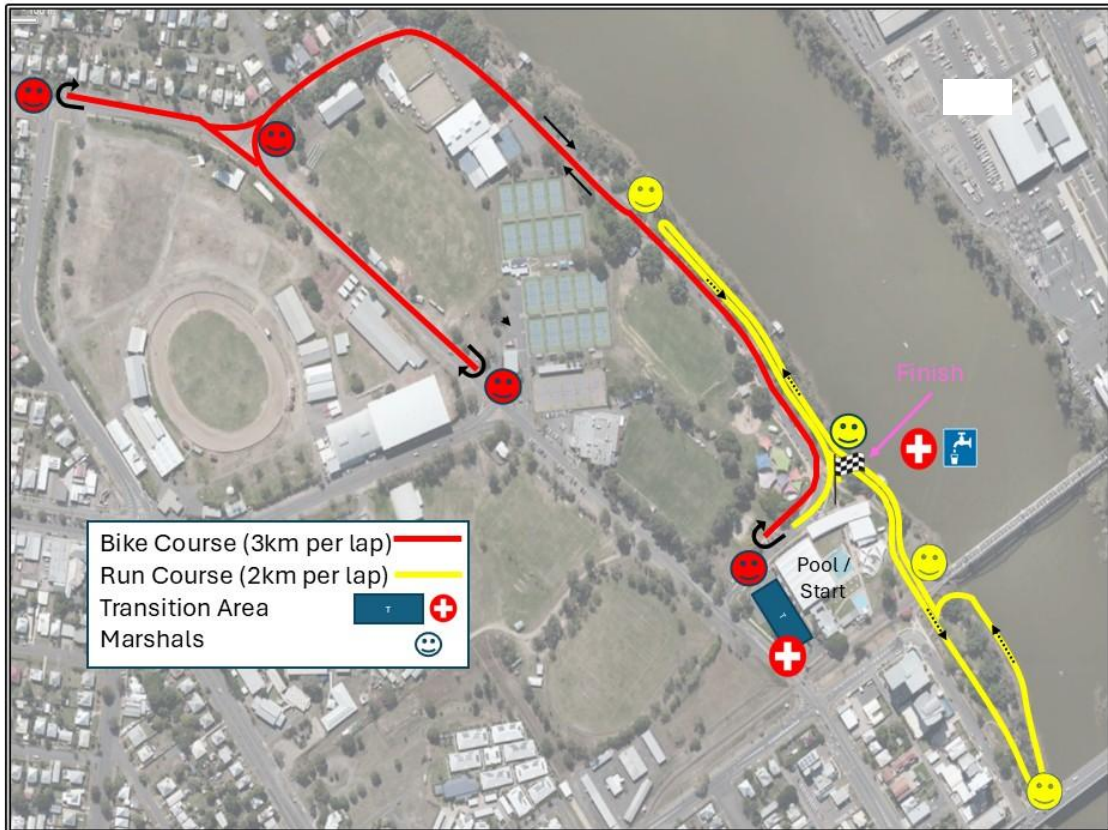 Finish
Pool /
Start
T
Bike Course (3km per lap)
Run Course (2km per lap)
Transition Area
T
Marshals